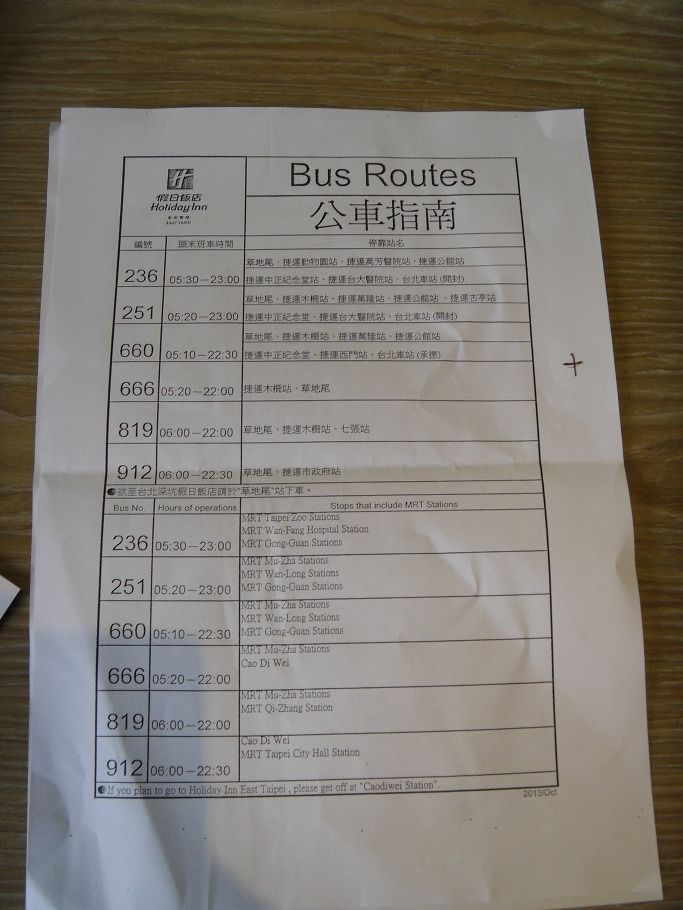 假日飯店
Holiday Inn
EAST TAIPEI
Bus Routes
公車指南
編號 頭末班車時間 停靠站名
236 05:30－23:00 草地尾、捷運動物園站、捷運萬芳醫院站、捷運公館站
捷運中正紀念堂站、捷運台大醫院站、台北車站 (開封)
251 05:20－23:00 草地尾、捷運木柵站、捷運萬隆站、捷運公館站 、捷運古亭站
捷運中正紀念堂、捷運台大醫院站、台北車站 (開封)
660 05:10－22:30 草地尾、捷運木柵站、捷運萬隆站、捷運公館站
捷運中正紀念堂、捷運西門站、台北車站 (承德)
666 05:20－22:00 捷運木柵站、草地尾
819 06:00－22:00 草地尾、捷運木柵站、七張站
912 06:00－22:30 草地尾、捷運市政府站
欲至台北深坑假日飯店請於"草地尾"站下車。
Bus No. Hours of operations Stops that include MRT Stations
MRT Taipei Zoo Stations
MRT Wan-Fang Hospital Station
236 05:30－23:00 MRT Gong-Guan Stations
MRT Mu-Zha Stations
MRT Wan-Long Stations
251 05:20－23:00 MRT Gong-Guan Stations
MRT Mu-Zha Stations
MRT Wan-Long Stations
660 05:10－22:30 MRT Gong-Guan Stations
MRT Mu-Zha Stations
Cao Di Wei
666 05:20－22:00
MRT Mu-Zha Stations
MRT Qi-Zhang Station
819 06:00－22:00
Cao Di Wei
MRT Taipei City Hall Station
912 06:00－22:30
If you plan to go to Holiday Inn East Taipei , please get off at "Caodiwei Station".
2013/Oct